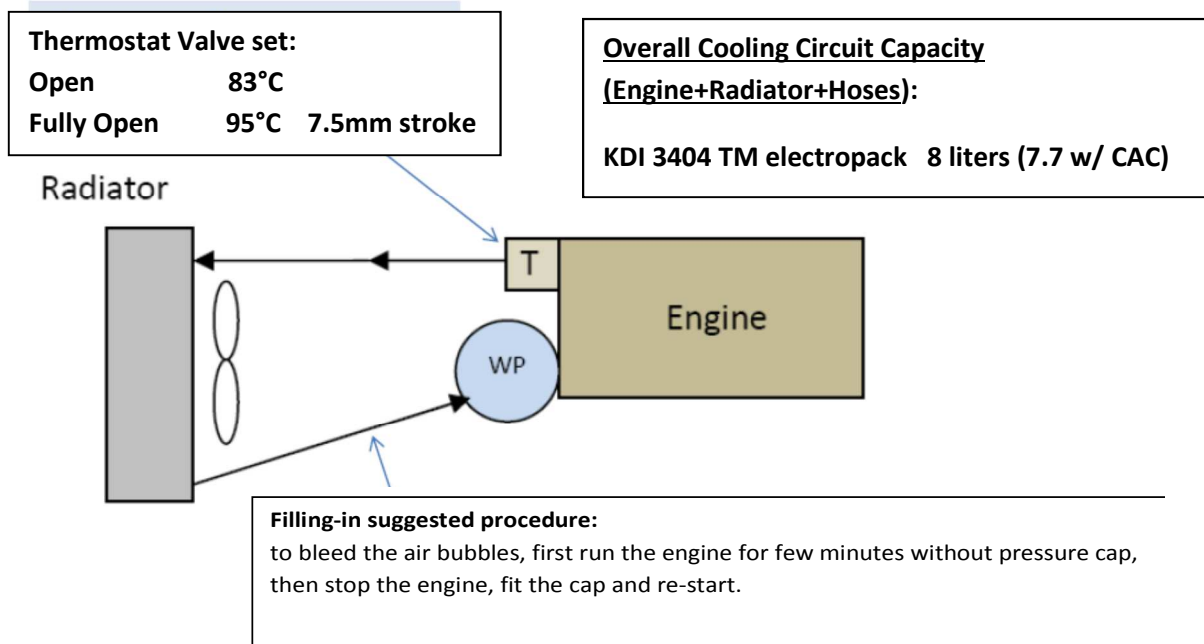 Thermostat Valve set:
Open 83°C
Fully Open 95°C 7.5mm stroke
Overall Cooling Circuit Capacity
(Engine+Radiator+Hoses):
KDI 3404 TM electropack 8 liters (7.7 w/ CAC)
Radiator
T
Engine
WP
Filling-in suggested procedure:
to bleed the air bubbles, first run the engine for few minutes without pressure cap,
then stop the engine, fit the cap and re-start.